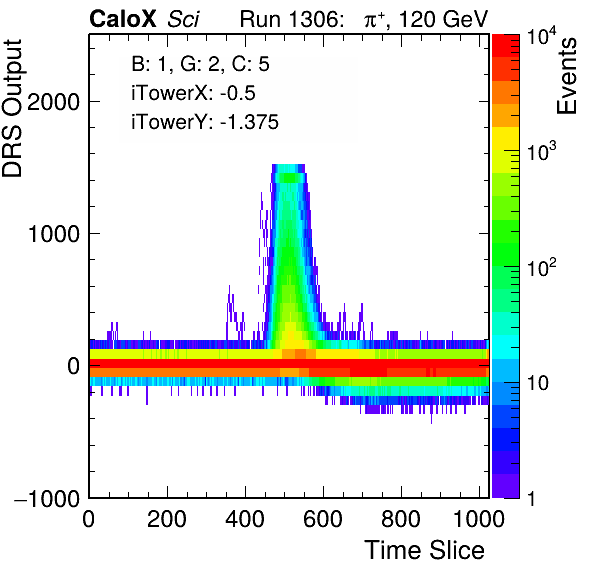 CaloX Sci Run 1306: π⁺, 120 GeV
B: 1, G: 2, C: 5
iTowerX: -0.5
iTowerY: -1.375
DRS Output
2000
1000
0
−1000
0 200 400 600 800 1000
Time Slice
Events
10⁴
10³
10²
10
1